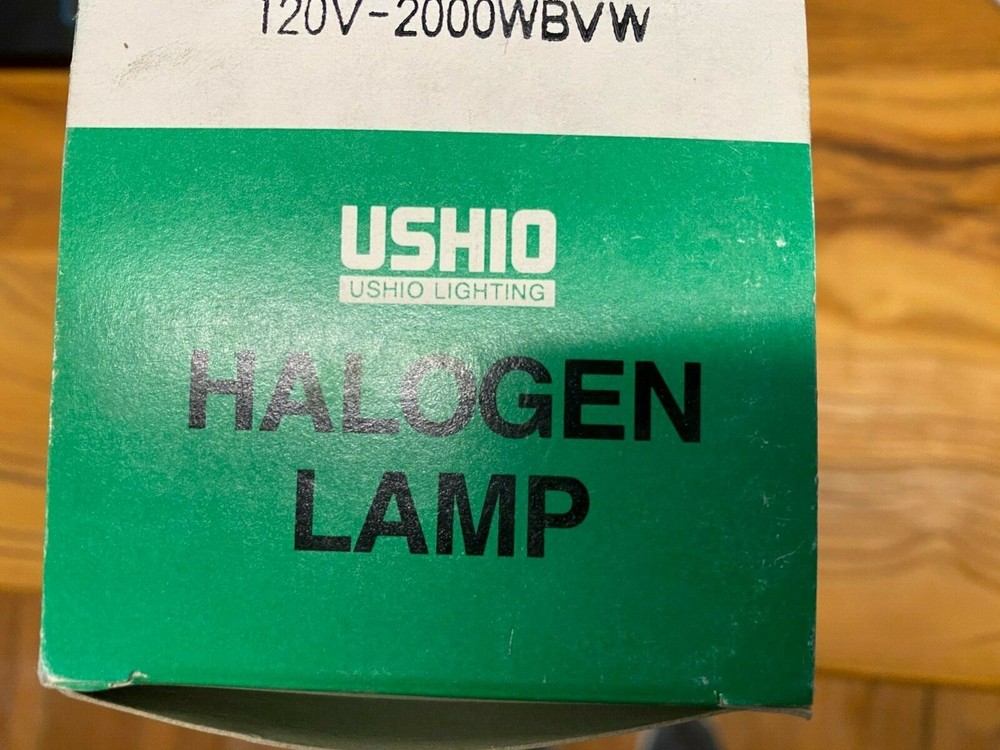 120V-2000WBVW
USHIO
USHIO LIGHTING
HALOGEN
LAMP